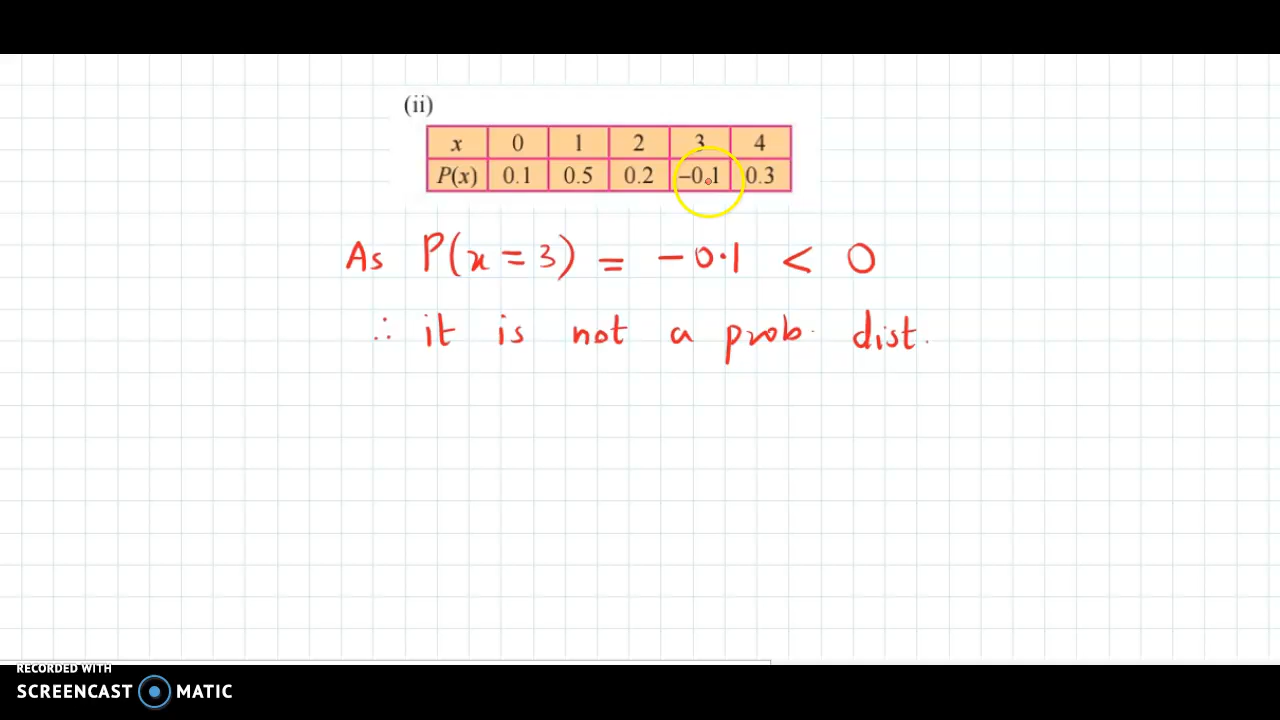 (ii)
x 0 1 2 3 4
P(x) 0.1 0.5 0.2 –0.1 0.3
As P(x = 3) = - 0.1 < 0
∴ it is not a prob. dist.
RECORDED WITH
SCREENCAST MATIC